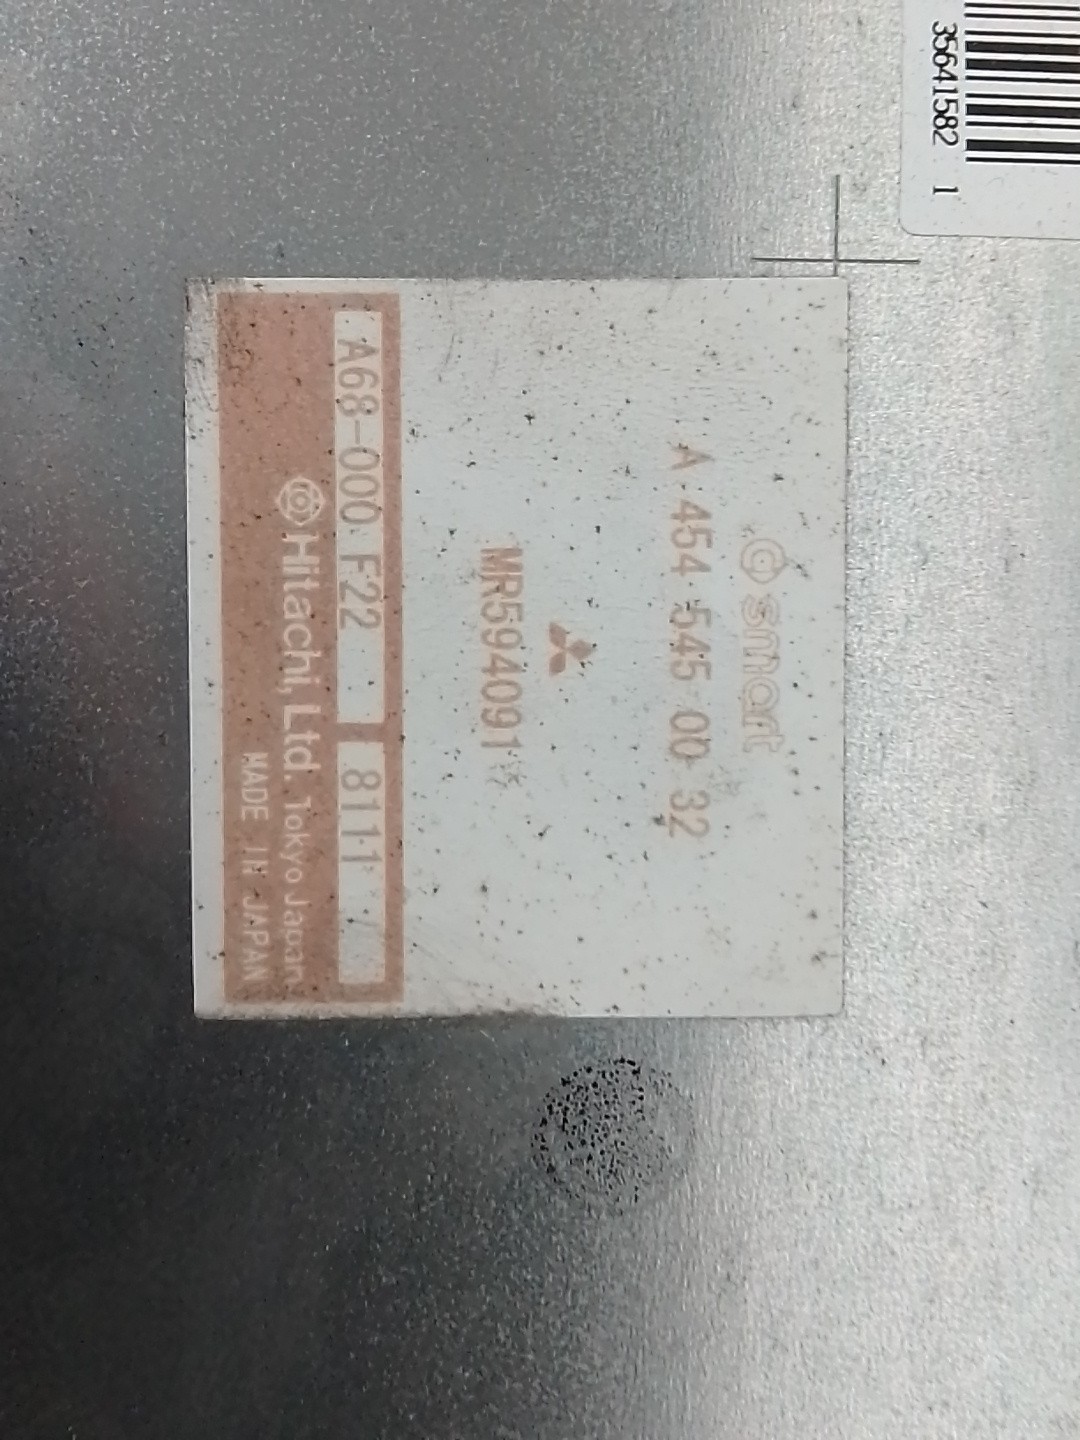 35641582 1
smart
A 454 545 00 32
MR594091
A68-000 F22 8111
Hitachi, Ltd. Tokyo Japan
MADE IN JAPAN